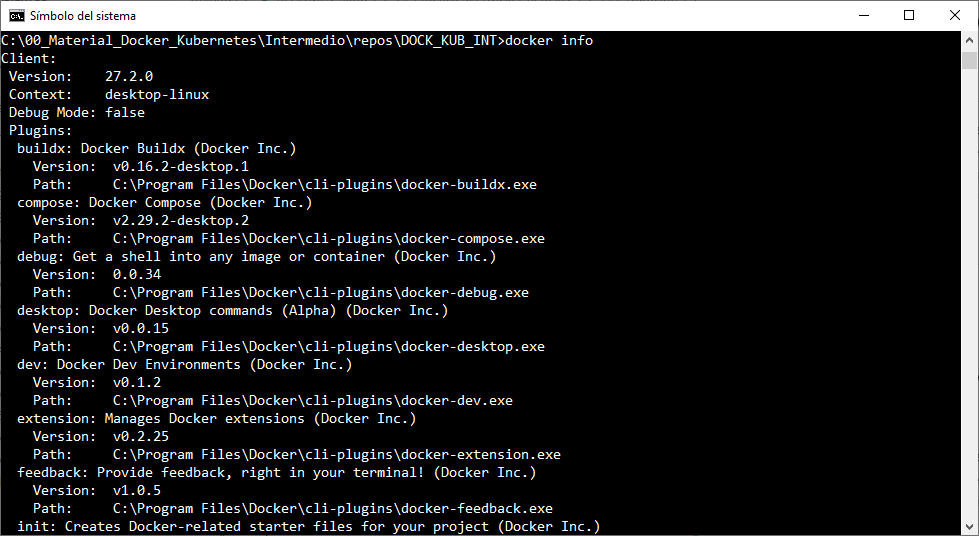 Símbolo del sistema
C:\00_Material_Docker_Kubernetes\Intermedio\repos\DOCK_KUB_INT>docker info
Client:
 Version:    27.2.0
 Context:    desktop-linux
 Debug Mode: false
 Plugins:
  buildx: Docker Buildx (Docker Inc.)
    Version:  v0.16.2-desktop.1
    Path:     C:\Program Files\Docker\cli-plugins\docker-buildx.exe
  compose: Docker Compose (Docker Inc.)
    Version:  v2.29.2-desktop.2
    Path:     C:\Program Files\Docker\cli-plugins\docker-compose.exe
  debug: Get a shell into any image or container (Docker Inc.)
    Version:  0.0.34
    Path:     C:\Program Files\Docker\cli-plugins\docker-debug.exe
  desktop: Docker Desktop commands (Alpha) (Docker Inc.)
    Version:  v0.0.15
    Path:     C:\Program Files\Docker\cli-plugins\docker-desktop.exe
  dev: Docker Dev Environments (Docker Inc.)
    Version:  v0.1.2
    Path:     C:\Program Files\Docker\cli-plugins\docker-dev.exe
  extension: Manages Docker extensions (Docker Inc.)
    Version:  v0.2.25
    Path:     C:\Program Files\Docker\cli-plugins\docker-extension.exe
  feedback: Provide feedback, right in your terminal! (Docker Inc.)
    Version:  v1.0.5
    Path:     C:\Program Files\Docker\cli-plugins\docker-feedback.exe
  init: Creates Docker-related starter files for your project (Docker Inc.)